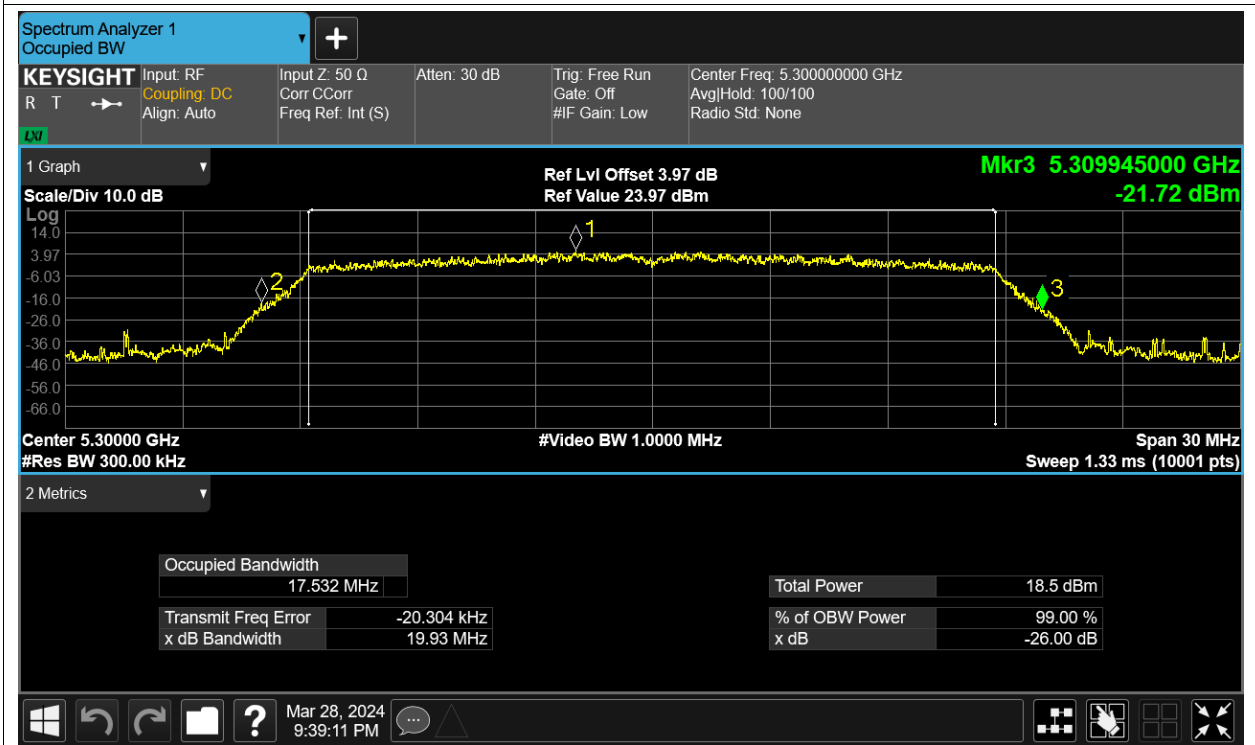 Spectrum Analyzer 1
Occupied BW
KEYSIGHT
R T
LXI
Input: RF
Coupling: DC
Align: Auto
Input Z: 50 Ω
Corr CCorr
Freq Ref: Int (S)
Atten: 30 dB
Trig: Free Run
Gate: Off
#IF Gain: Low
Center Freq: 5.300000000 GHz
Avg|Hold: 100/100
Radio Std: None
1 Graph
Scale/Div 10.0 dB
Ref Lvl Offset 3.97 dB
Ref Value 23.97 dBm
Mkr3 5.309945000 GHz
-21.72 dBm
Log
14.0
3.97
-6.03
-16.0
-26.0
-36.0
-46.0
-56.0
-66.0
1
2
3
Center 5.30000 GHz
#Video BW 1.0000 MHz
Span 30 MHz
#Res BW 300.00 kHz
Sweep 1.33 ms (10001 pts)
2 Metrics
Occupied Bandwidth
17.532 MHz
Transmit Freq Error -20.304 kHz
x dB Bandwidth 19.93 MHz
Total Power 18.5 dBm
% of OBW Power 99.00 %
x dB -26.00 dB
?
Mar 28, 2024
9:39:11 PM